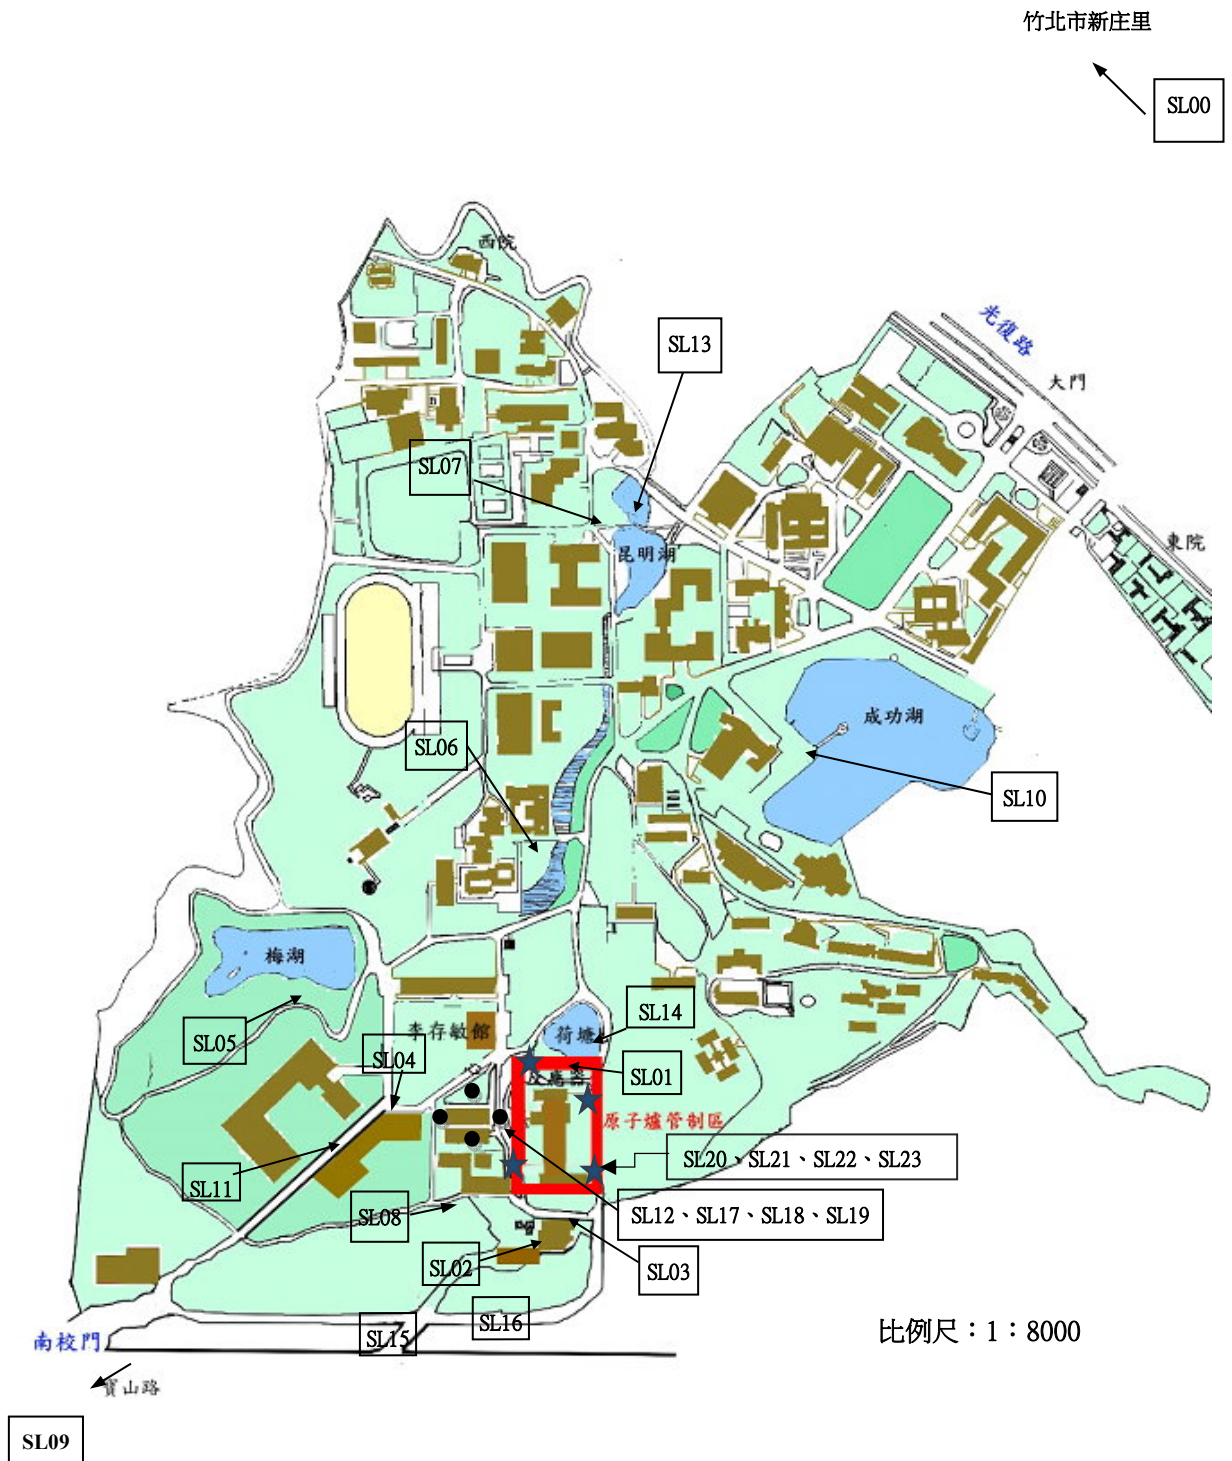 竹北市新庄里
SL00
西院
光復路
SL13
大門
SL07
東院
昆明湖
成功湖
SL06
SL10
梅湖
SL14
SL05
李存敏館
荷塘
SL04
SL01
反應器
原子爐管制區
SL20、SL21、SL22、SL23
SL11
SL12、SL17、SL18、SL19
SL08
SL02
SL03
SL16
SL15
比例尺：1：8000
南校門
寶山路
SL09